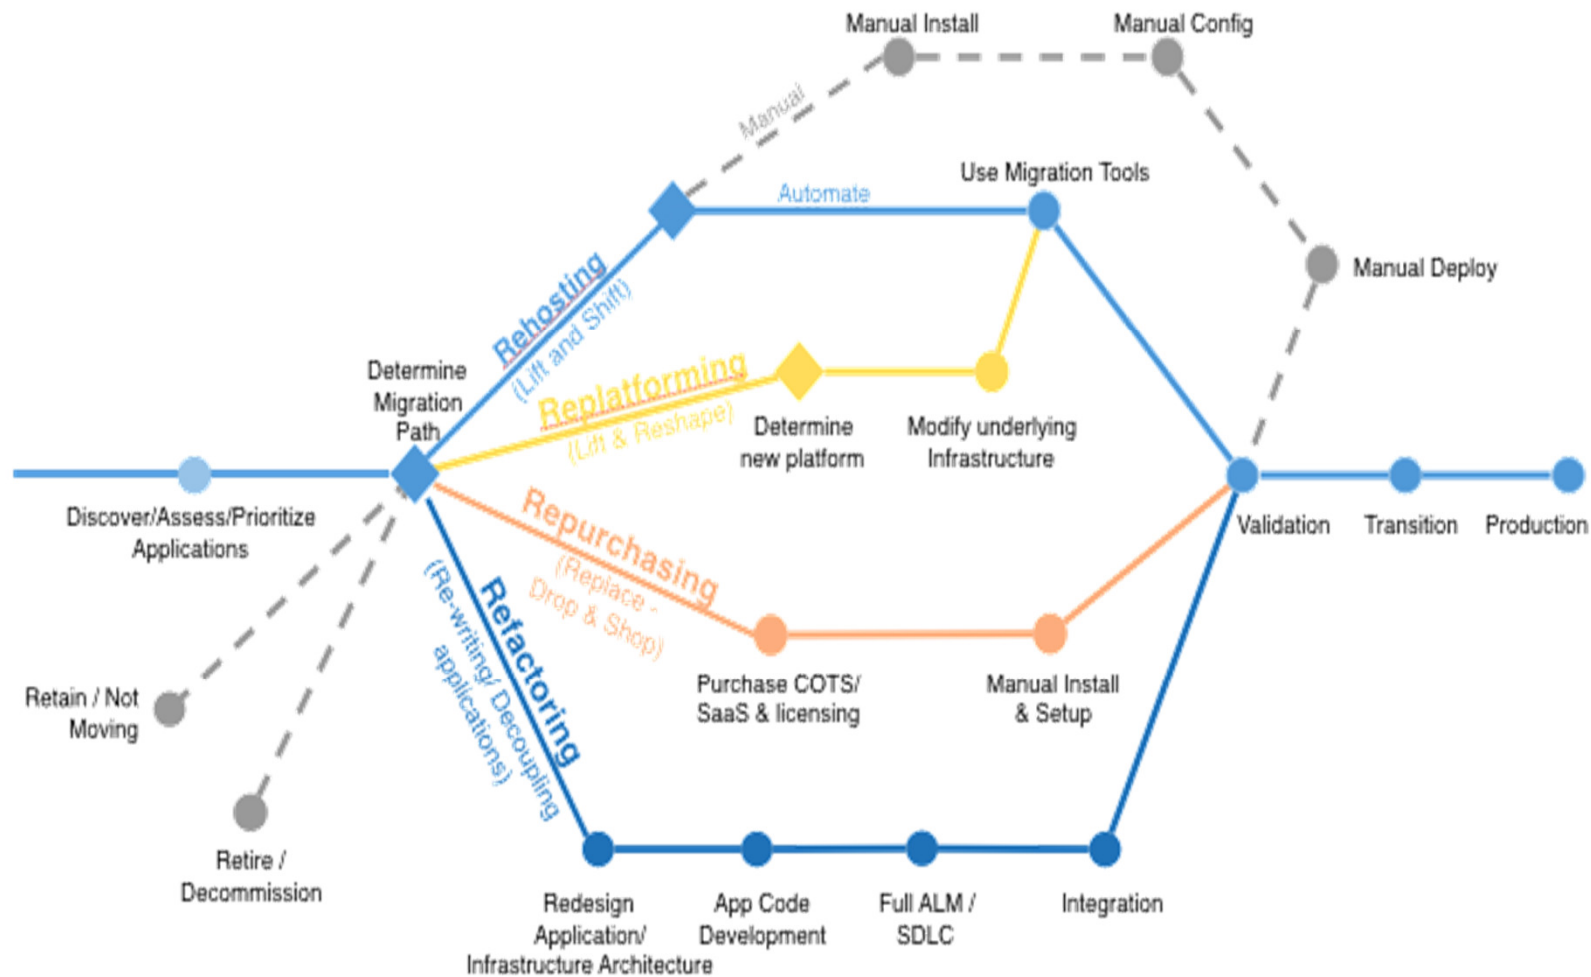 Manual Install
Manual Config
Manual
Use Migration Tools
Automate
Manual Deploy
Rehosting
(Lift and Shift)
Determine
Migration
Path
Replatforming
(Lift & Reshape)
Determine
new platform
Modify underlying
Infrastructure
Discover/Assess/Prioritize
Applications
Repurchasing
(Replace -
Drop & Shop)
Validation
Transition
Production
Refactoring
(Re-writing/ Decoupling
applications)
Retain / Not
Moving
Purchase COTS/
SaaS & licensing
Manual Install
& Setup
Retire /
Decommission
Redesign
Application/
Infrastructure Architecture
App Code
Development
Full ALM /
SDLC
Integration